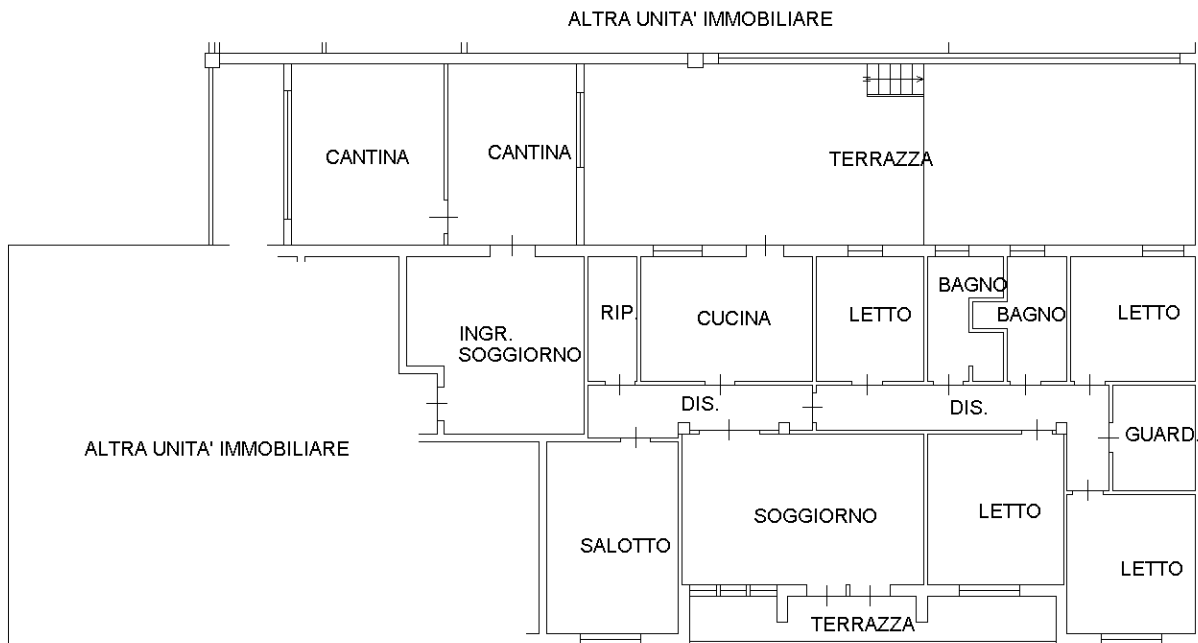 ALTRA UNITA' IMMOBILIARE
CANTINA
CANTINA
TERRAZZA
RIP.
CUCINA
LETTO
BAGNO
BAGNO
LETTO
INGR.
SOGGIORNO
DIS.
DIS.
GUARD.
ALTRA UNITA' IMMOBILIARE
SALOTTO
SOGGIORNO
LETTO
LETTO
TERRAZZA